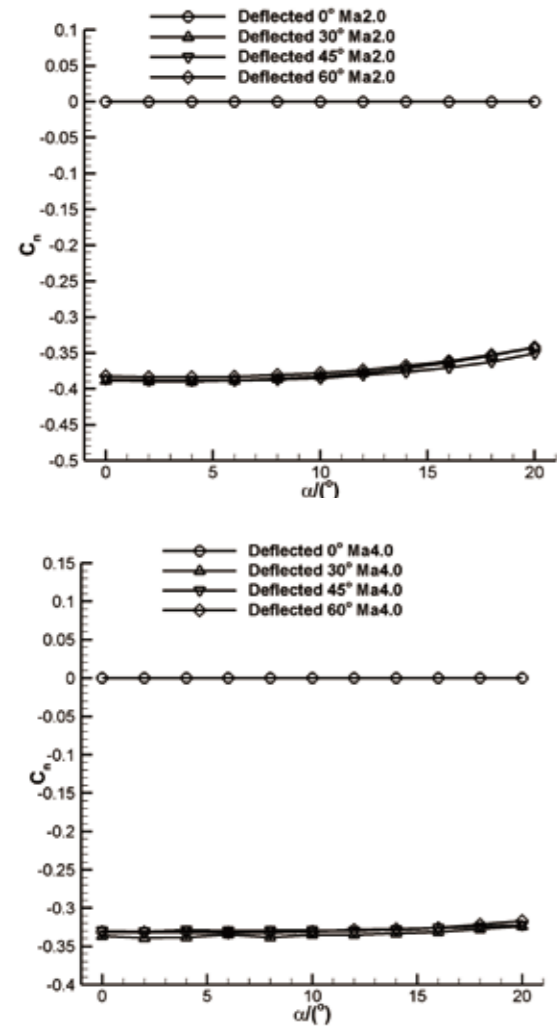 Deflected 0° Ma2.0
Deflected 30° Ma2.0
Deflected 45° Ma2.0
Deflected 60° Ma2.0
0.1
0.05
0
-0.05
-0.1
-0.15
-0.2
-0.25
-0.3
-0.35
-0.4
-0.45
-0.5
Cn
0 5 10 15 20
α/(°)
Deflected 0° Ma4.0
Deflected 30° Ma4.0
Deflected 45° Ma4.0
Deflected 60° Ma4.0
0.15
0.1
0.05
0
-0.05
-0.1
-0.15
-0.2
-0.25
-0.3
-0.35
-0.4
Cn
0 5 10 15 20
α/(°)